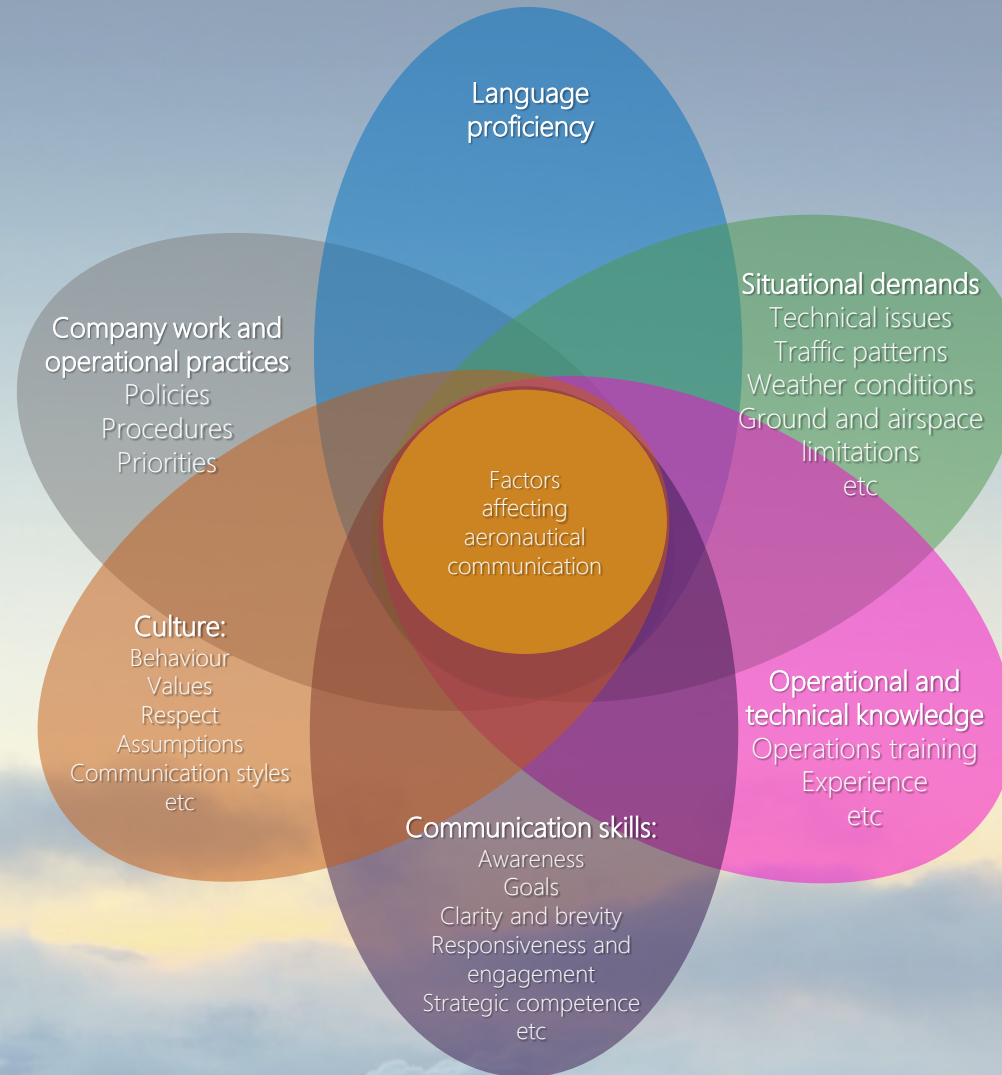 Language
proficiency
Situational demands
Technical issues
Traffic patterns
Weather conditions
Ground and airspace
limitations
etc
Company work and
operational practices
Policies
Procedures
Priorities
Factors
affecting
aeronautical
communication
Culture:
Behaviour
Values
Respect
Assumptions
Communication styles
etc
Operational and
technical knowledge
Operations training
Experience
etc
Communication skills:
Awareness
Goals
Clarity and brevity
Responsiveness and
engagement
Strategic competence
etc